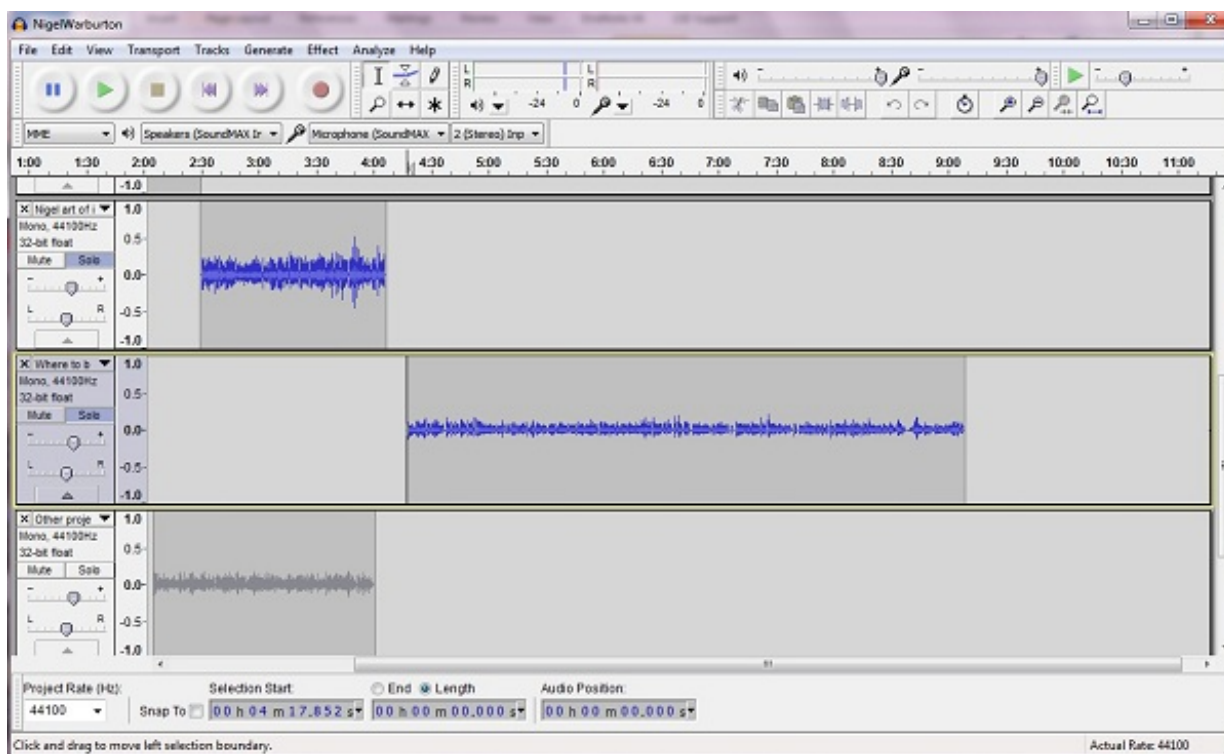 NigelWarburton
File Edit View Transport Tracks Generate Effect Analyze Help
L R -24 0 L R -24 0
MME Speakers (SoundMAX Ir Microphone (SoundMAX 2 (Stereo) Inp
1:00 1:30 2:00 2:30 3:00 3:30 4:00 4:30 5:00 5:30 6:00 6:30 7:00 7:30 8:00 8:30 9:00 9:30 10:00 10:30 11:00
-1.0
Nigel art of i 1.0
Mono, 44100Hz
32-bit float 0.5
Mute Solo
- + 0.0
L R -0.5
-1.0
Where to b 1.0
Mono, 44100Hz
32-bit float 0.5
Mute Solo
- + 0.0
L R -0.5
-1.0
Other proje 1.0
Mono, 44100Hz
32-bit float 0.5
Mute Solo
- + 0.0
L R -0.5
-1.0
Project Rate (Hz): Selection Start: End Length Audio Position:
44100 Snap To 00 h 04 m 17.852 s 00 h 00 m 00.000 s 00 h 00 m 00.000 s
Click and drag to move left selection boundary. Actual Rate: 44100